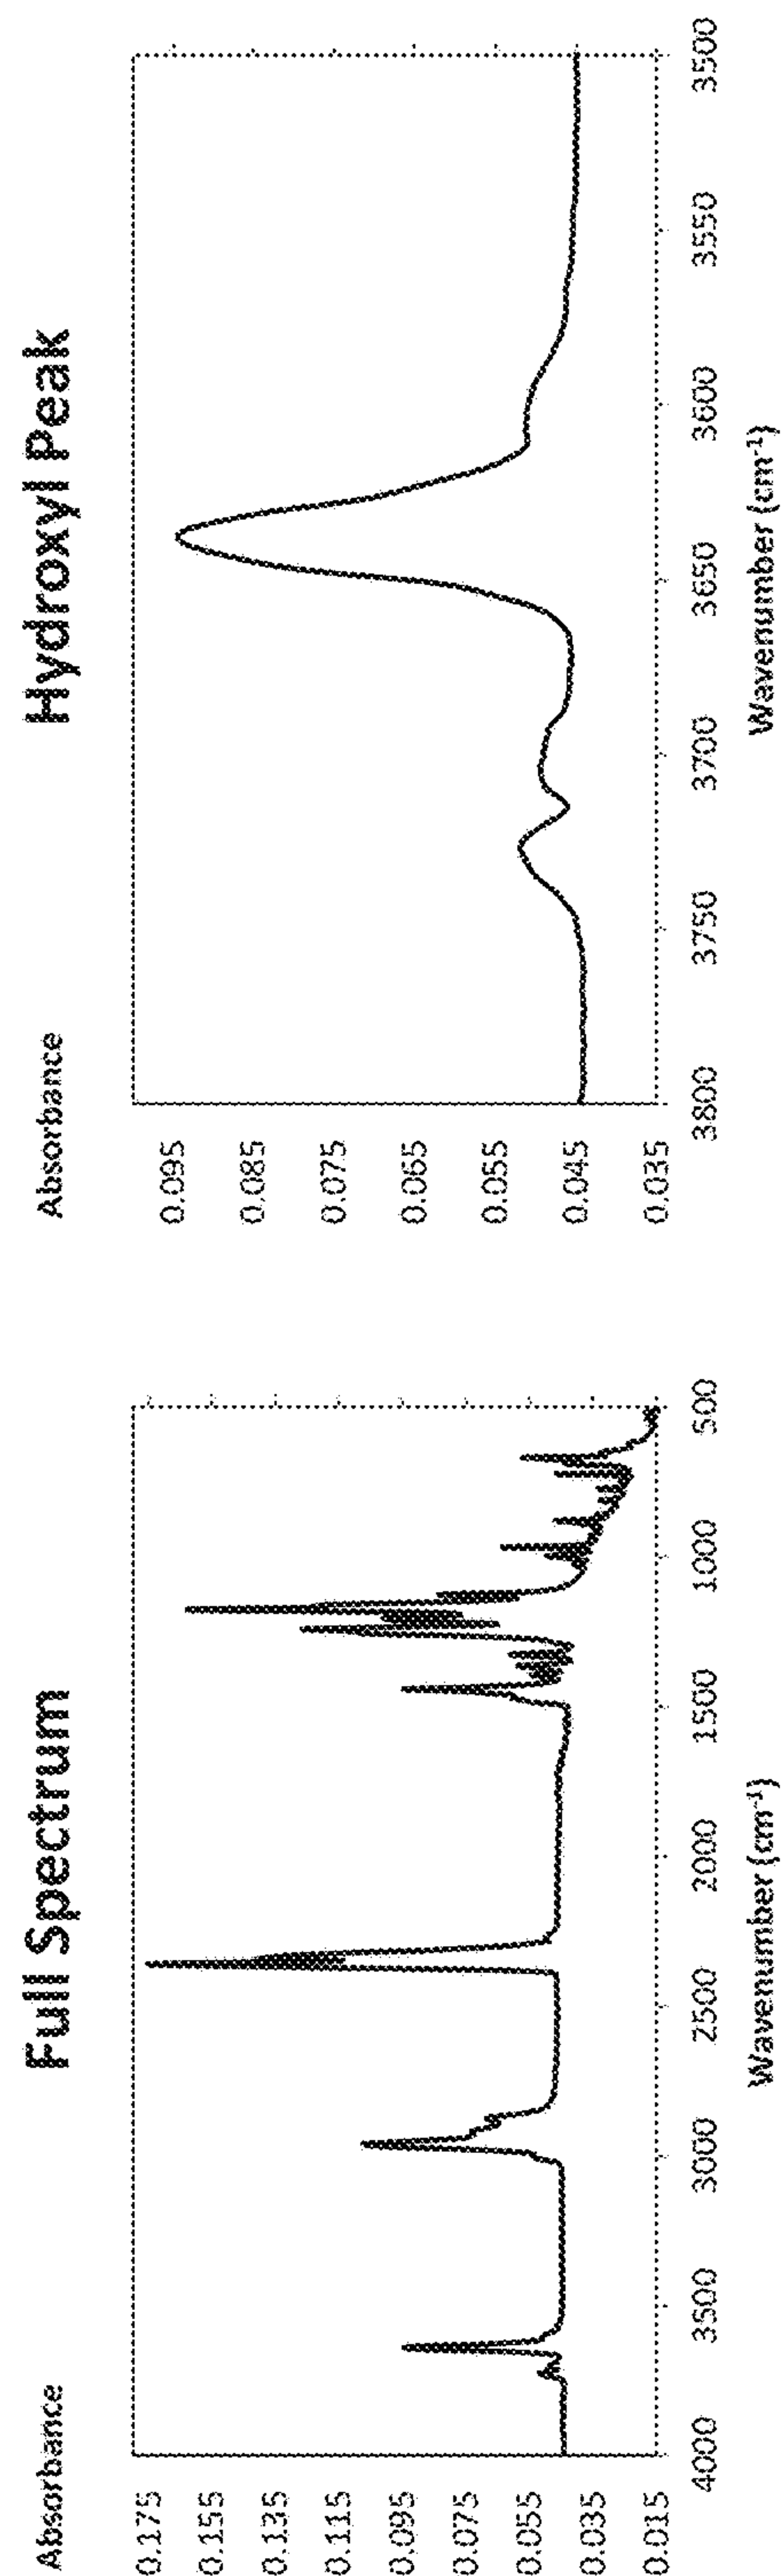 Full Spectrum
Absorbance
0.175
0.155
0.135
0.115
0.095
0.075
0.055
0.035
0.015
4000 3500 3000 2500 2000 1500 1000 500
Wavenumber (cm⁻¹)
Hydroxyl Peak
Absorbance
0.095
0.085
0.075
0.065
0.055
0.045
0.035
3800 3750 3700 3650 3600 3550 3500
Wavenumber (cm⁻¹)